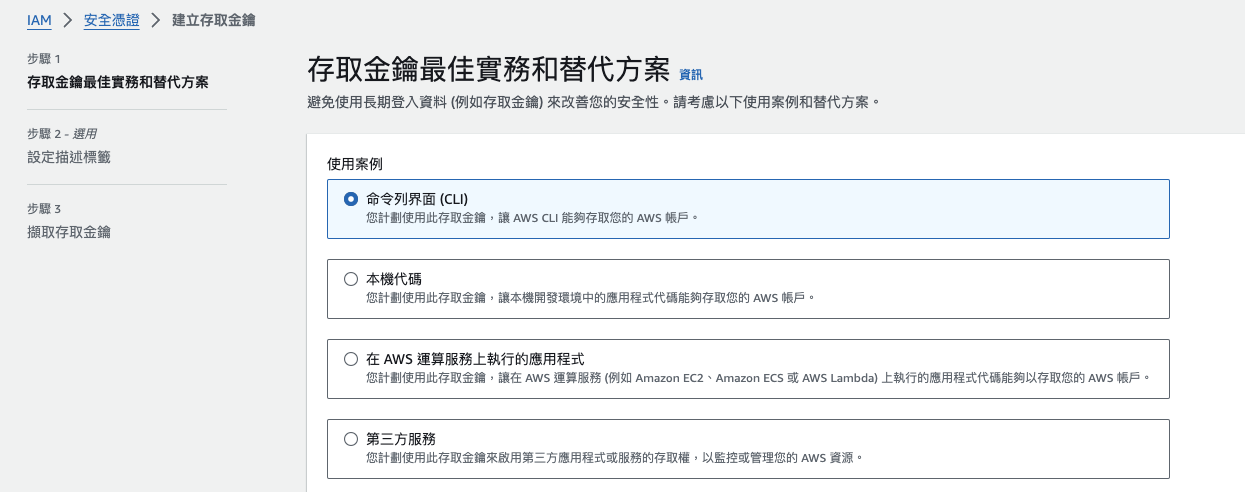 IAM > 安全憑證 > 建立存取金鑰
步驟 1
存取金鑰最佳實務和替代方案
步驟 2 - 選用
設定描述標籤
步驟 3
擷取存取金鑰
存取金鑰最佳實務和替代方案 資訊
避免使用長期登入資料 (例如存取金鑰) 來改善您的安全性。請考慮以下使用案例和替代方案。
使用案例
命令列界面 (CLI)
您計劃使用此存取金鑰，讓 AWS CLI 能夠存取您的 AWS 帳戶。
本機代碼
您計劃使用此存取金鑰，讓本機開發環境中的應用程式代碼能夠存取您的 AWS 帳戶。
在 AWS 運算服務上執行的應用程式
您計劃使用此存取金鑰，讓在 AWS 運算服務 (例如 Amazon EC2、Amazon ECS 或 AWS Lambda) 上執行的應用程式代碼能夠以存取您的 AWS 帳戶。
第三方服務
您計劃使用此存取金鑰來啟用第三方應用程式或服務的存取權，以監控或管理您的 AWS 資源。